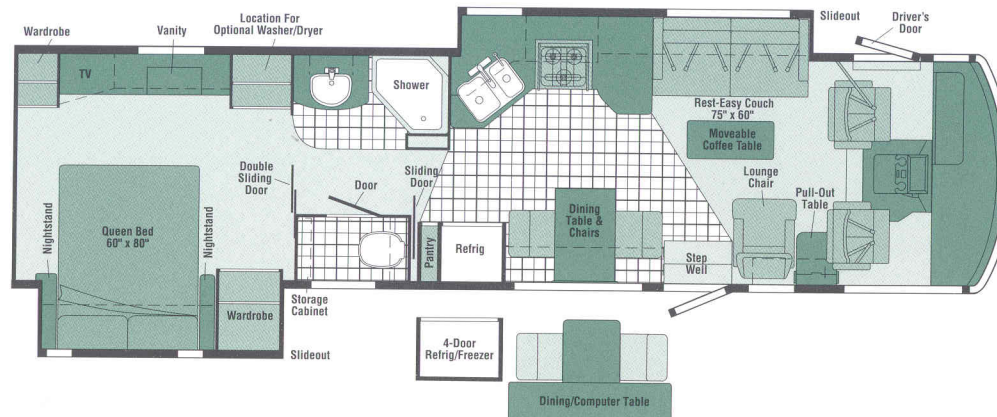 Wardrobe
Vanity
Location For
Optional Washer/Dryer
Slideout
Driver's
Door
TV
Shower
Rest-Easy Couch
75" x 60"
Moveable
Coffee Table
Double
Sliding
Door
Door
Sliding
Door
Lounge
Chair
Pull-Out
Table
Nightstand
Queen Bed
60" x 80"
Nightstand
Dining
Table &
Chairs
Pantry
Refrig
Step
Well
Wardrobe
Storage
Cabinet
Slideout
4-Door
Refrig/Freezer
Dining/Computer Table